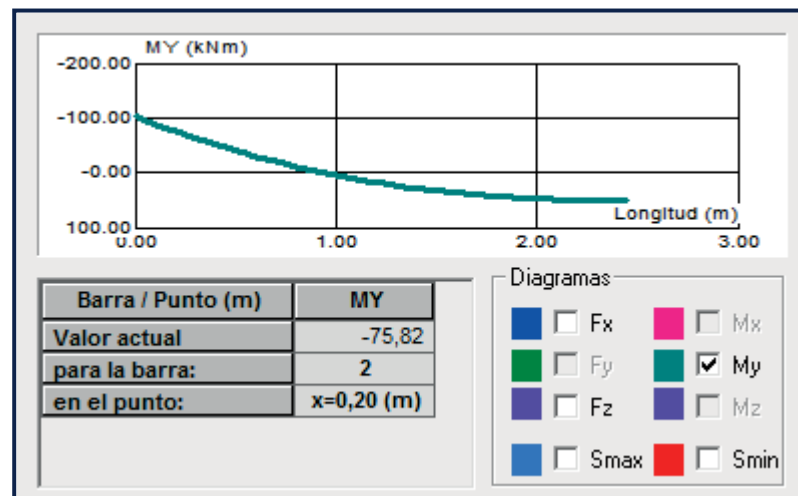 MY (kNm)
-200.00
-100.00
-0.00
100.00
Longitud (m)
0.00 1.00 2.00 3.00
Barra / Punto (m) MY
Valor actual -75,82
para la barra: 2
en el punto: x=0,20 (m)
Diagramas
Fx Mx
Fy My
Fz Mz
Smax Smin